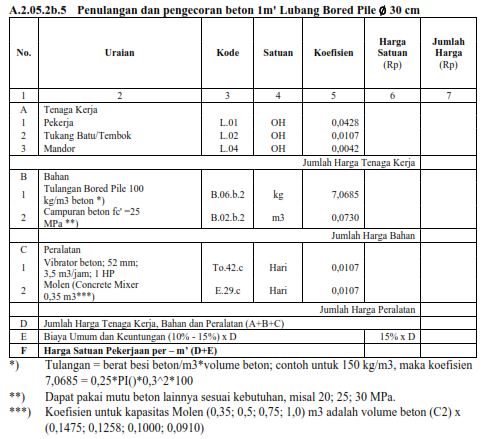 A.2.05.2b.5 Penulangan dan pengecoran beton 1m' Lubang Bored Pile Ø 30 cm
No. Uraian Kode Satuan Koefisien Harga Satuan (Rp) Jumlah Harga (Rp)
1 2 3 4 5 6 7
A Tenaga Kerja
1 Pekerja L.01 OH 0,0428
2 Tukang Batu/Tembok L.02 OH 0,0107
3 Mandor L.04 OH 0,0042
Jumlah Harga Tenaga Kerja
B Bahan
1 Tulangan Bored Pile 100 kg/m3 beton *) B.06.b.2 kg 7,0685
2 Campuran beton fc' =25 MPa **) B.02.b.2 m3 0,0730
Jumlah Harga Bahan
C Peralatan
1 Vibrator beton; 52 mm; 3,5 m3/jam; 1 HP To.42.c Hari 0,0107
2 Molen (Concrete Mixer 0,35 m3***) E.29.c Hari 0,0107
Jumlah Harga Peralatan
D Jumlah Harga Tenaga Kerja, Bahan dan Peralatan (A+B+C)
E Biaya Umum dan Keuntungan (10% - 15%) x D 15% x D
F Harga Satuan Pekerjaan per – m' (D+E)
*) Tulangan = berat besi beton/m3*volume beton; contoh untuk 150 kg/m3, maka koefisien
7,0685 = 0,25*PI()*0,3^2*100
**) Dapat pakai mutu beton lainnya sesuai kebutuhan, misal 20; 25; 30 MPa.
***) Koefisien untuk kapasitas Molen (0,35; 0,5; 0,75; 1,0) m3 adalah volume beton (C2) x
(0,1475; 0,1258; 0,1000; 0,0910)